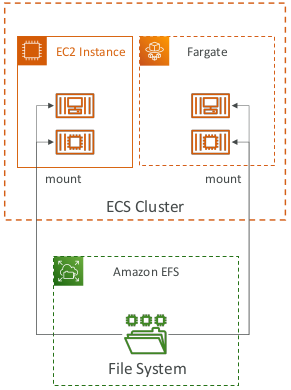 EC2 Instance
Fargate
mount
mount
ECS Cluster
Amazon EFS
File System